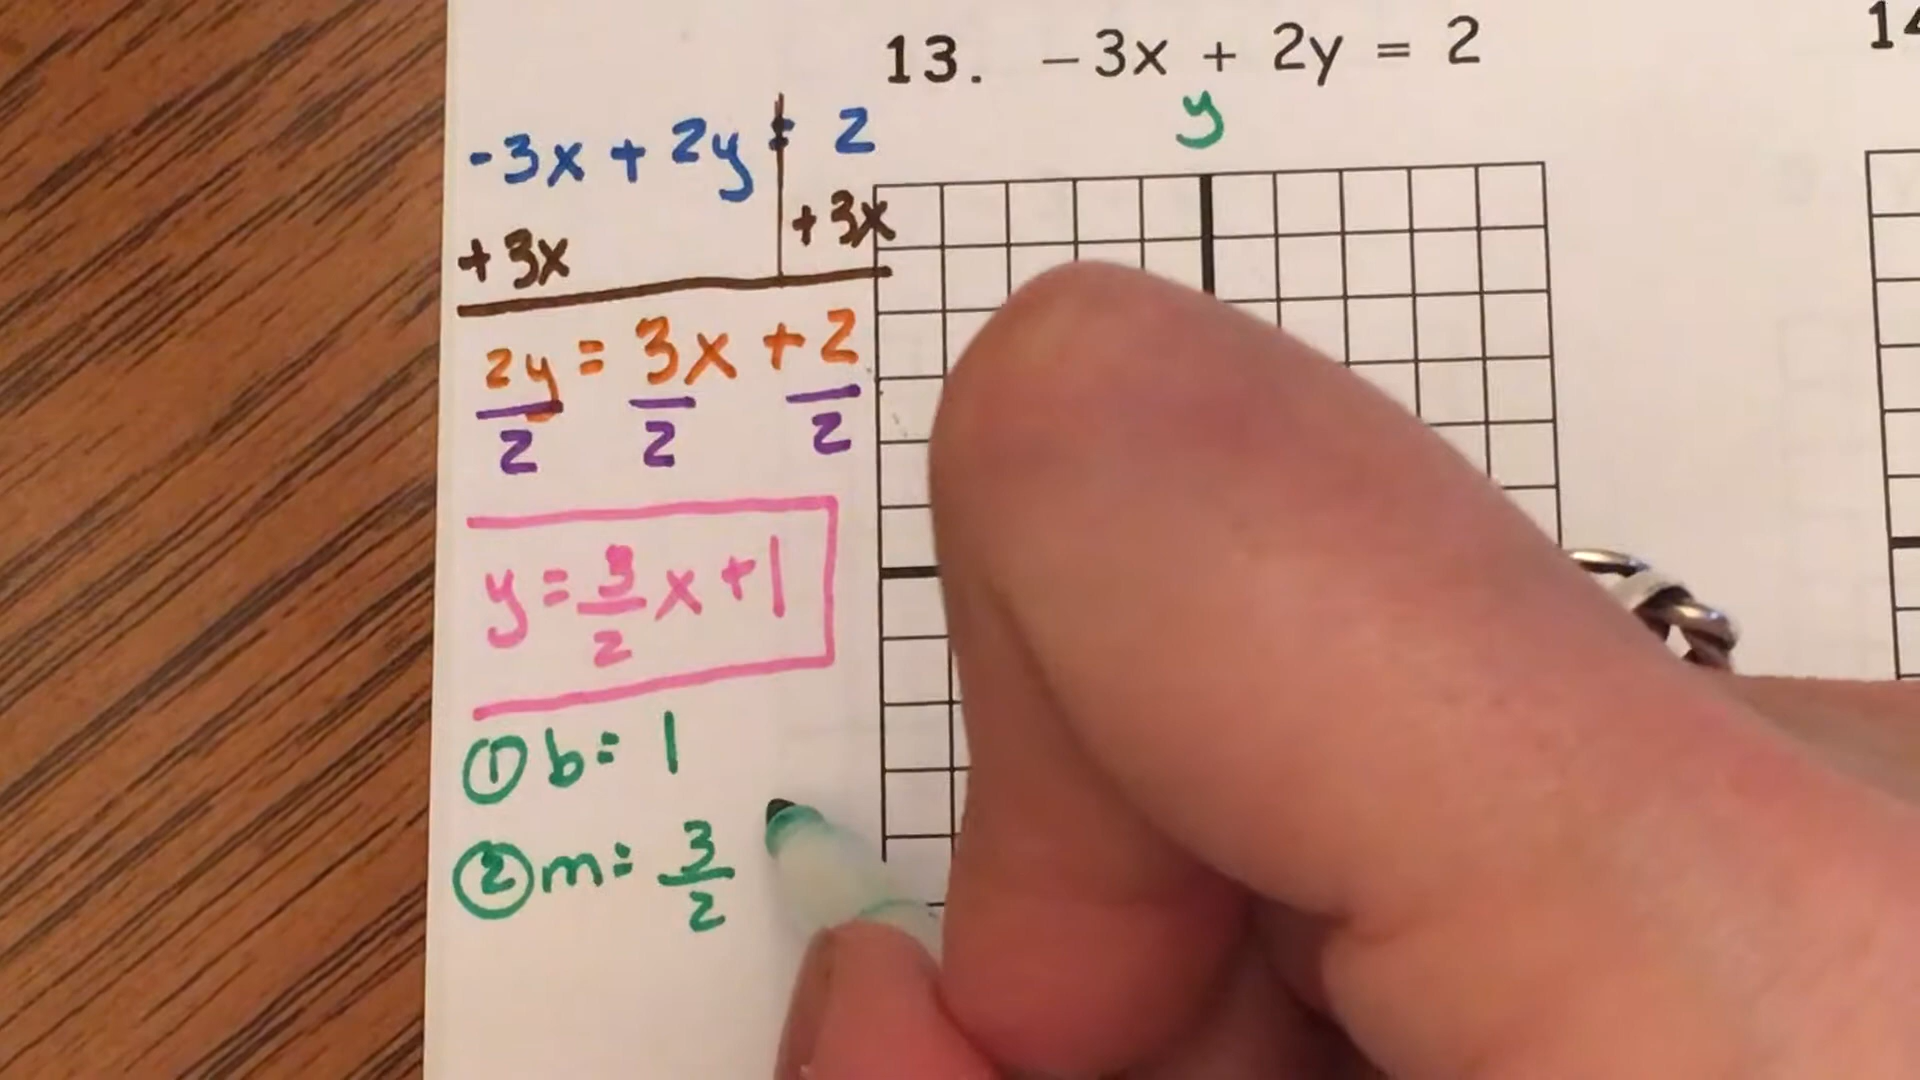 13. -3x + 2y = 2
14
y
-3x + 2y = 2
+3x +3x
2y = 3x + 2
2 2 2
y = 3/2 x + 1
① b = 1
② m = 3/2